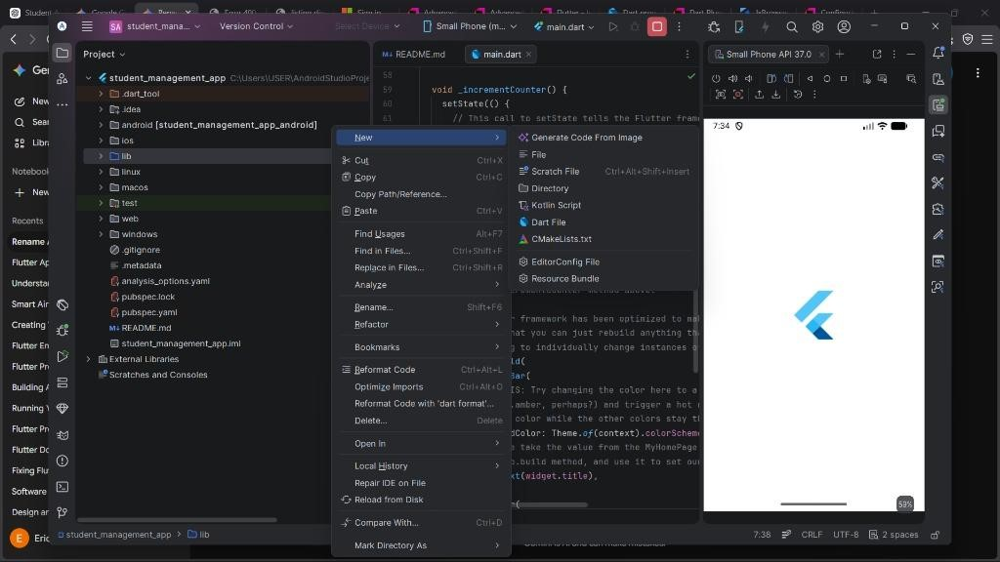 student_mana...
Version Control
Select Device
Small Phone (m...
main.dart
Project
README.md
main.dart
Small Phone API 37.0
student_management_app C:\Users\USER\AndroidStudioProje
.dart_tool
.idea
android [student_management_app_android]
ios
lib
linux
macos
test
web
windows
.gitignore
.metadata
analysis_options.yaml
pubspec.lock
pubspec.yaml
README.md
student_management_app.iml
External Libraries
Scratches and Consoles
58
59 void _incrementCounter() {
60 setState(() {
61 // This call to setState tells the Flutter fram
New
Cut Ctrl+X
Copy Ctrl+C
Copy Path/Reference...
Paste Ctrl+V
Find Usages Alt+F7
Find in Files... Ctrl+Shift+F
Replace in Files... Ctrl+Shift+R
Analyze
Rename... Shift+F6
Refactor
Bookmarks
Reformat Code Ctrl+Alt+L
Optimize Imports Ctrl+Alt+O
Reformat Code with 'dart format'...
Delete... Delete
Open In
Local History
Repair IDE on File
Reload from Disk
Compare With... Ctrl+D
Mark Directory As
Generate Code From Image
File
Scratch File Ctrl+Alt+Shift+Insert
Directory
Kotlin Script
Dart File
CMakeLists.txt
EditorConfig File
Resource Bundle
r framework has been optimized to ma
hat you can just rebuild anything th
g to individually change instances o
ld(
Bar(
IS: Try changing the color here to a
.amber, perhaps?) and trigger a hot
color while the other colors stay th
dColor: Theme.of(context).colorScheme
e take the value from the MyHomePage
p.build method, and use it to set our
xt(widget.title),
7:34
53%
Gen
New
Sear
Libra
Notebook
New
Recents
Rename A
Flutter Ap
Understa
Smart Air
Creating
Flutter En
Flutter Pr
Building A
Running
Flutter Pr
Flutter Do
Fixing Flu
Software
Design an
E Eric
student_management_app > lib
7:38 CRLF UTF-8 2 spaces